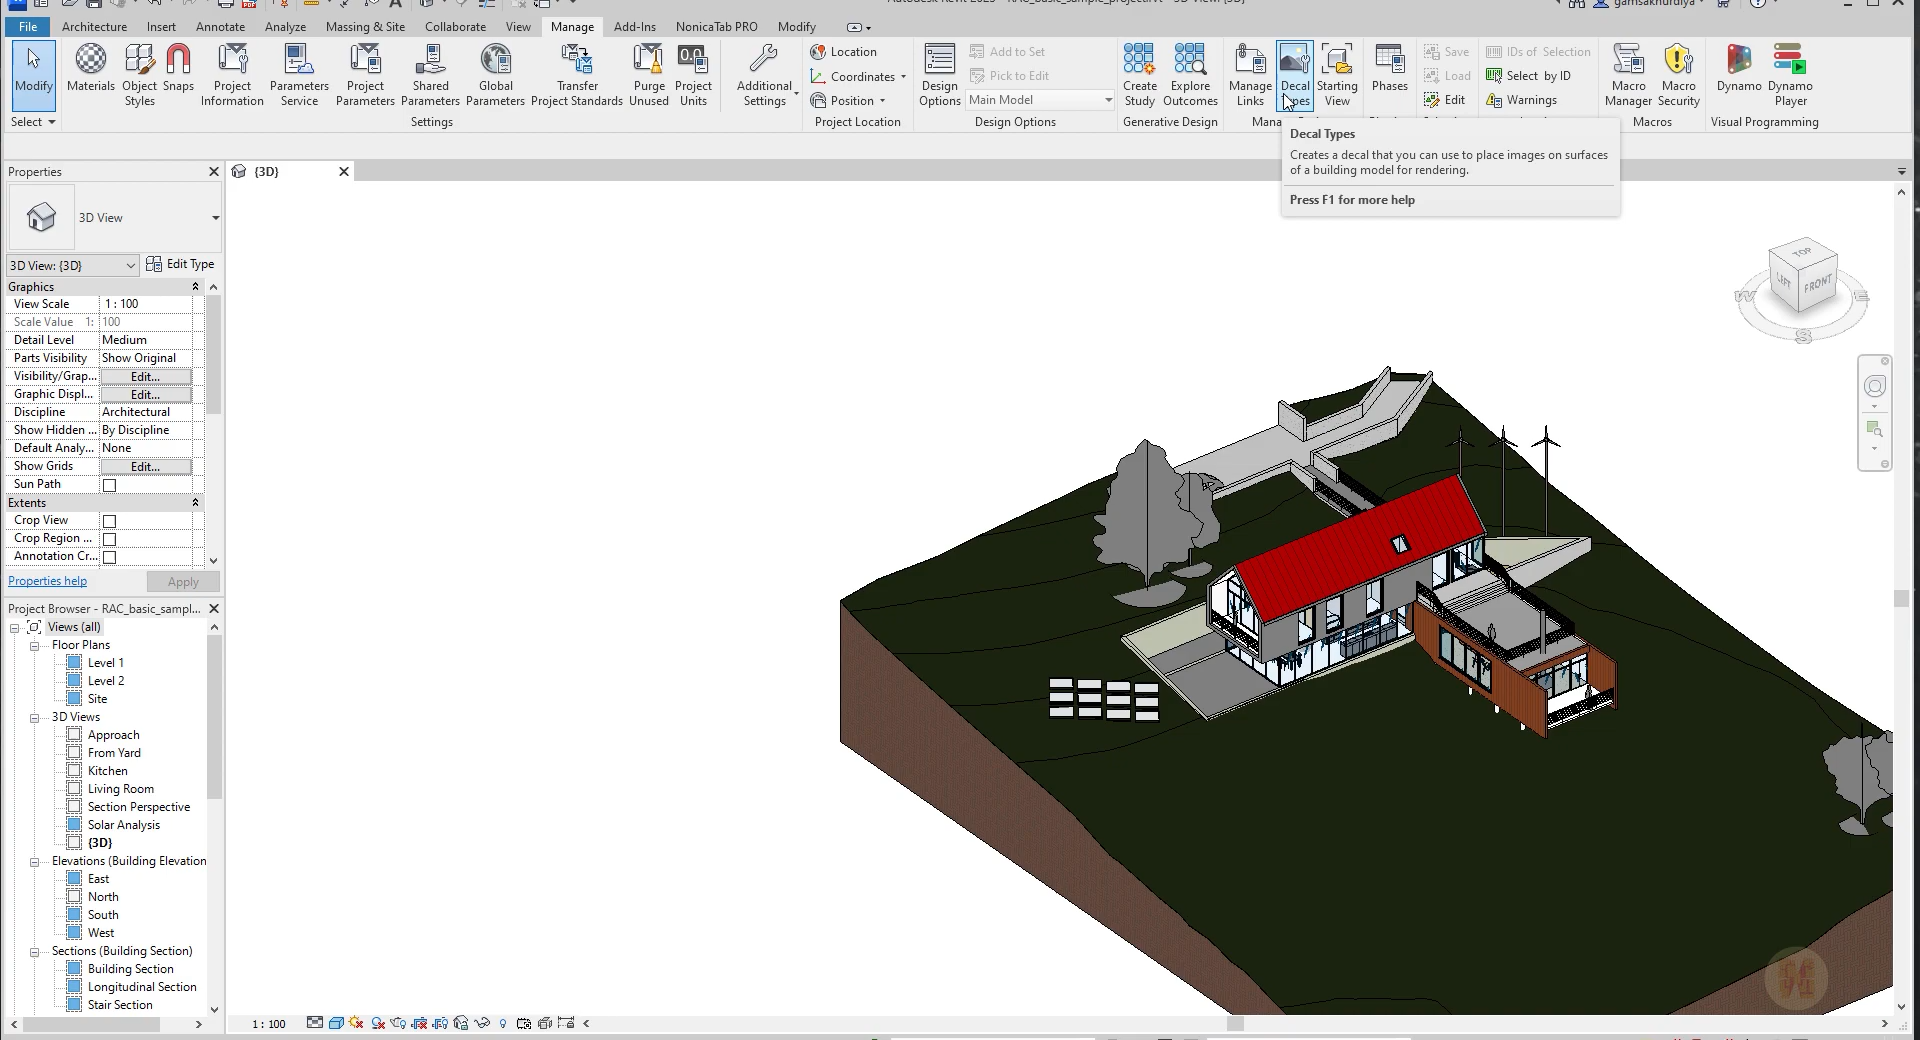 File
Architecture
Insert
Annotate
Analyze
Massing & Site
Collaborate
View
Manage
Add-Ins
NonicaTab PRO
Modify
Modify
Select
Materials
Object Styles
Snaps
Project Information
Parameters Service
Project Parameters
Shared Parameters
Global Parameters
Transfer Project Standards
Purge Unused
Project Units
Settings
Additional Settings
Location
Coordinates
Position
Project Location
Design Options
Add to Set
Pick to Edit
Main Model
Design Options
Create Study
Explore Outcomes
Generative Design
Manage Links
Decal
Starting View
Phases
Save
Load
Edit
IDs of Selection
Select by ID
Warnings
Macro Manager
Macro Security
Macros
Dynamo
Dynamo Player
Visual Programming
Decal Types
Creates a decal that you can use to place images on surfaces
of a building model for rendering.
Press F1 for more help
Properties
{3D}
3D View
3D View: {3D}
Edit Type
Graphics
View Scale 1 : 100
Scale Value 1: 100
Detail Level Medium
Parts Visibility Show Original
Visibility/Grap... Edit...
Graphic Displ... Edit...
Discipline Architectural
Show Hidden ... By Discipline
Default Analy... None
Show Grids Edit...
Sun Path
Extents
Crop View
Crop Region ...
Annotation Cr...
Properties help
Apply
Project Browser - RAC_basic_sampl...
Views (all)
Floor Plans
Level 1
Level 2
Site
3D Views
Approach
From Yard
Kitchen
Living Room
Section Perspective
Solar Analysis
{3D}
Elevations (Building Elevation
East
North
South
West
Sections (Building Section)
Building Section
Longitudinal Section
Stair Section
TOP
LEFT
FRONT
W
E
S
1 : 100